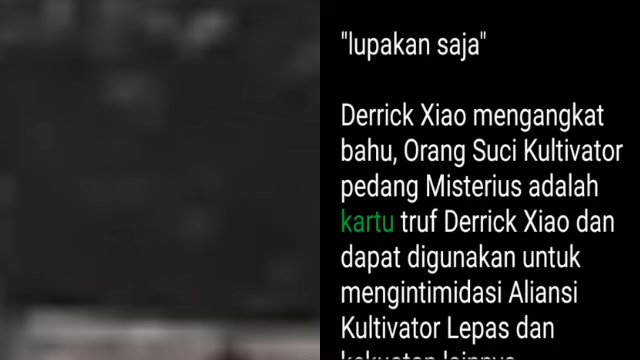 "lupakan saja"
Derrick Xiao mengangkat
bahu, Orang Suci Kultivator
pedang Misterius adalah
kartu truf Derrick Xiao dan
dapat digunakan untuk
mengintimidasi Aliansi
Kultivator Lepas dan